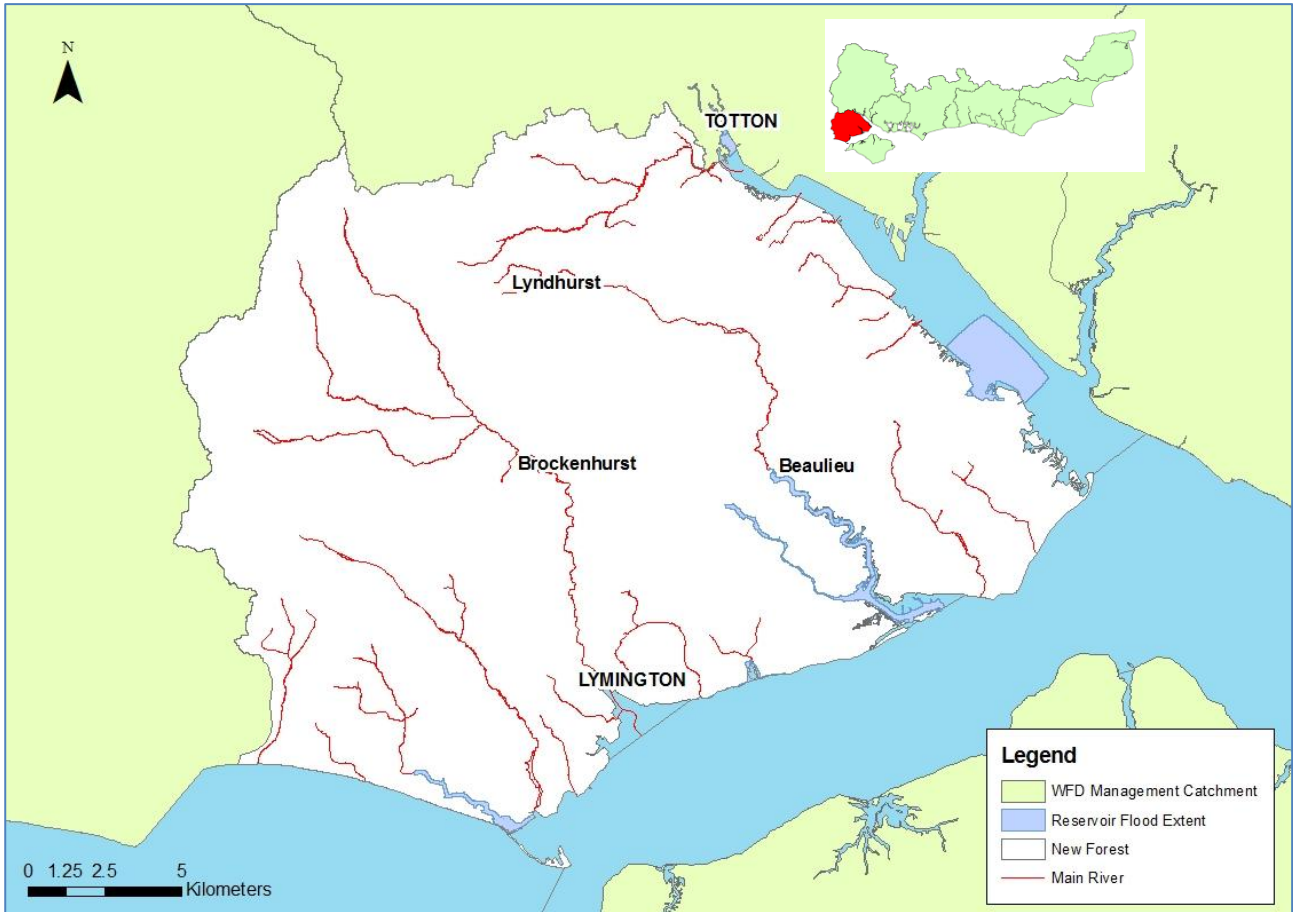 N
TOTTON
Lyndhurst
Brockenhurst
Beaulieu
LYMINGTON
Legend
WFD Management Catchment
Reservoir Flood Extent
New Forest
Main River
0 1.25 2.5 5
Kilometers